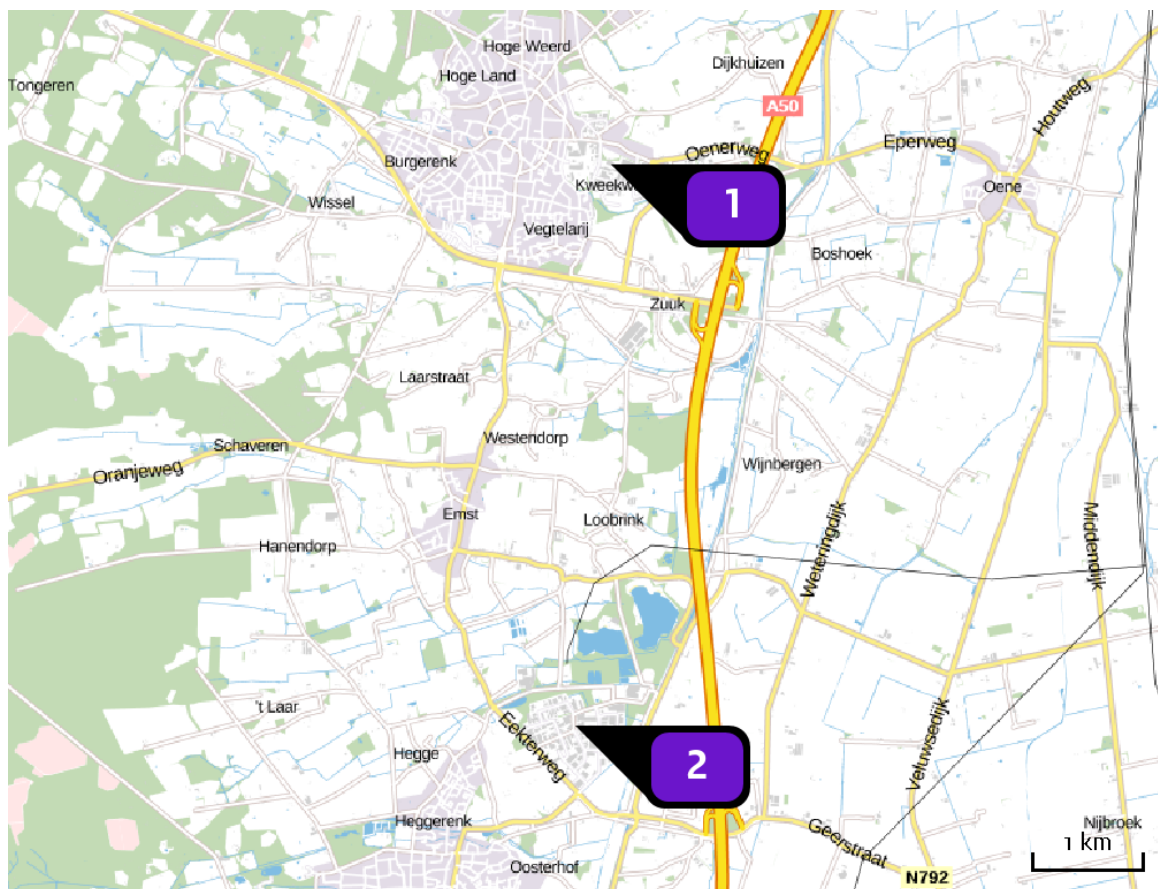 Hoge Weerd
Hoge Land
Dijkhuizen
Tongeren
A50
Houtweg
Eperweg
Oenerweg
Burgerenk
Oene
Wissel
1
Vegtelarij
Boshoek
Zuuk
Laarstraat
Westendorp
Schaveren
Oranjeweg
Wijnbergen
Emst
Loobrink
Hanendorp
Weteringdijk
Middendijk
't Laar
Eekterweg
Veluwsedijk
Hegge
2
Heggerenk
Geerstraat
Nijbroek
1 km
Oosterhof
N792